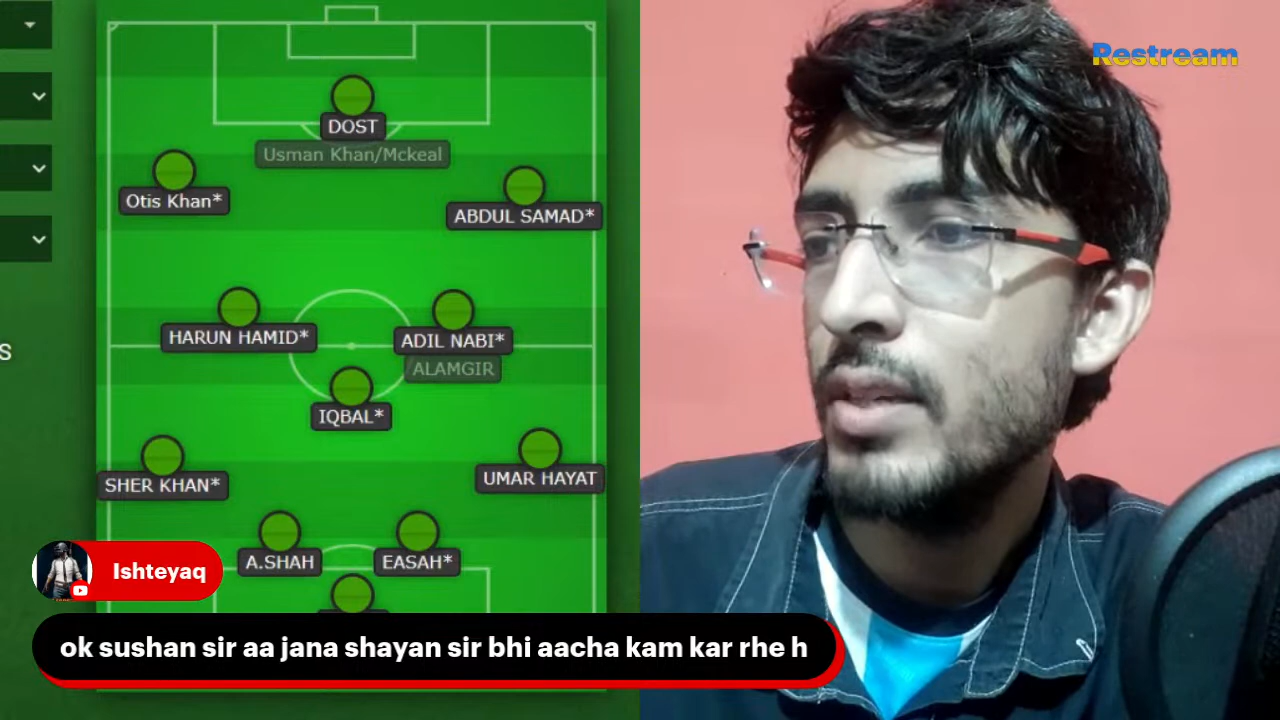 Restream
DOST
Usman Khan/Mckeal
Otis Khan*
ABDUL SAMAD*
HARUN HAMID*
ADIL NABI*
ALAMGIR
IQBAL*
S
SHER KHAN*
UMAR HAYAT
A.SHAH
EASAH*
Ishteyaq
ok sushan sir aa jana shayan sir bhi aacha kam kar rhe h